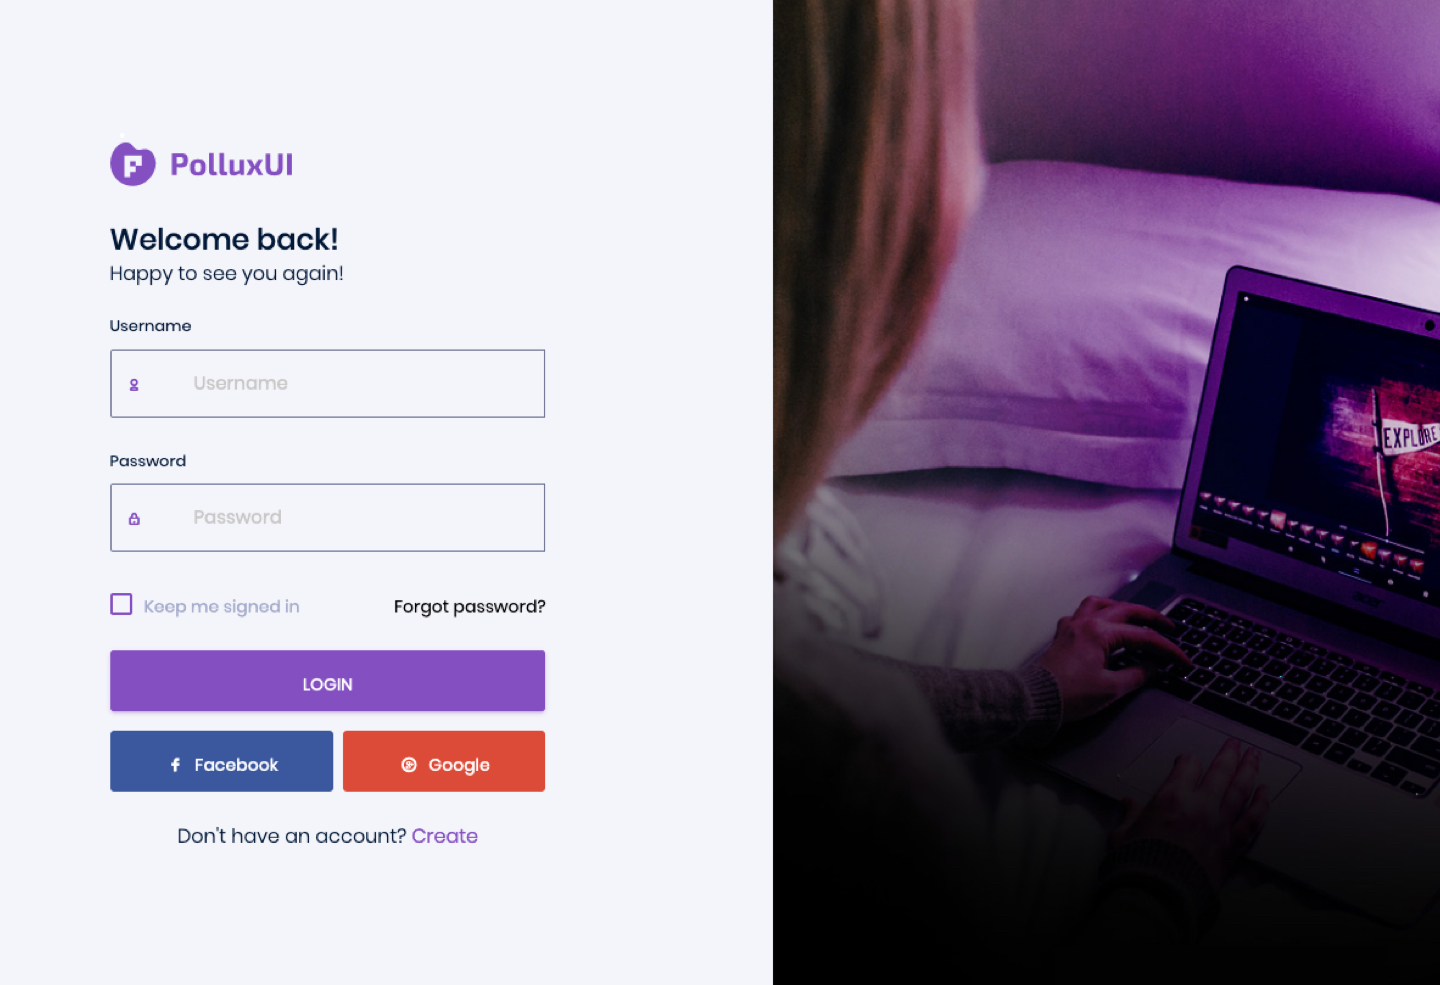 PolluxUI
Welcome back!
Happy to see you again!
Username
Username
Password
Password
Keep me signed in
Forgot password?
LOGIN
Facebook
Google
Don't have an account? Create
EXPLORE